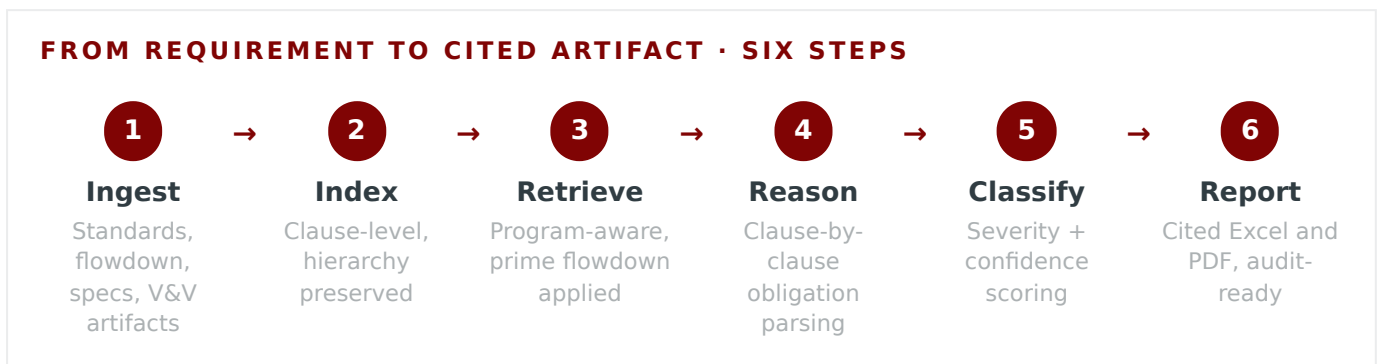 FROM REQUIREMENT TO CITED ARTIFACT · SIX STEPS
1 → 2 → 3 → 4 → 5 → 6
Ingest
Standards,
flowdown,
specs, V&V
artifacts
Index
Clause-level,
hierarchy
preserved
Retrieve
Program-aware,
prime flowdown
applied
Reason
Clause-by-
clause
obligation
parsing
Classify
Severity +
confidence
scoring
Report
Cited Excel and
PDF, audit-
ready